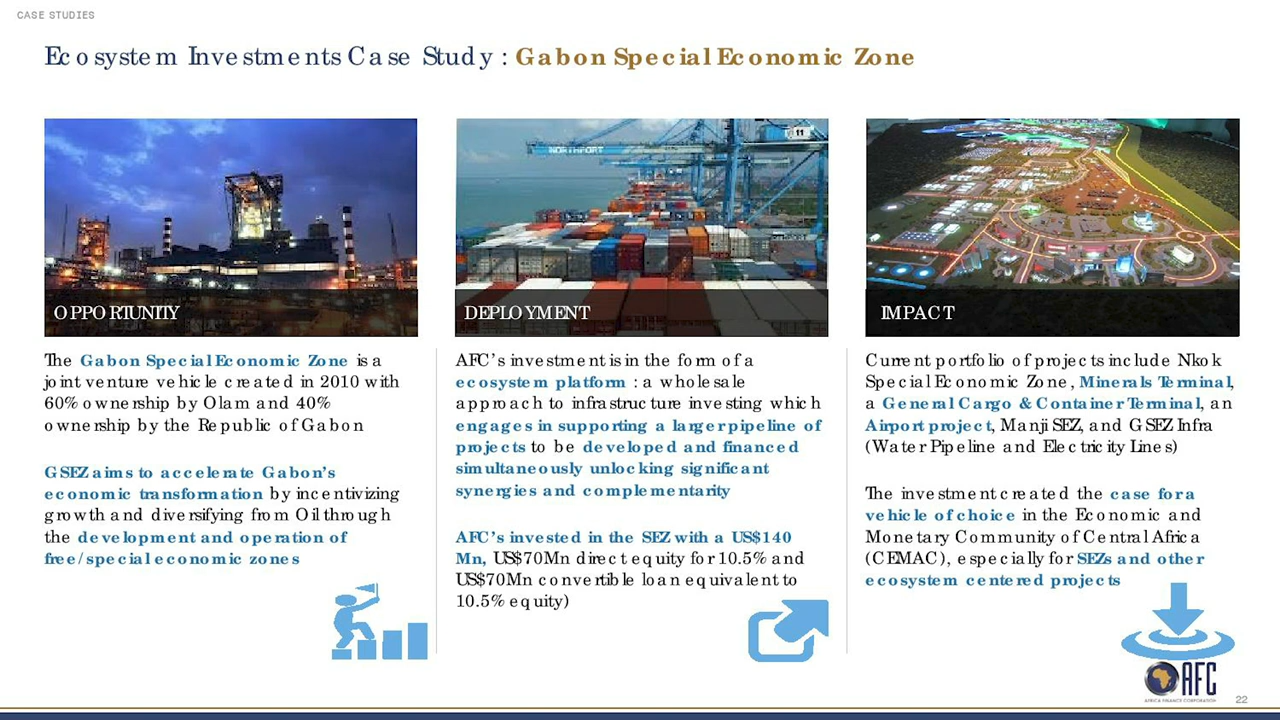 CASE STUDIES
Ecosystem Investments Case Study : Gabon Special Economic Zone
NORTHPORT
11
OPPORTUNITY
DEPLOYMENT
IMPACT
The Gabon Special Economic Zone is a
joint venture vehicle created in 2010 with
60% ownership by Olam and 40%
ownership by the Republic of Gabon
GSEZ aims to accelerate Gabon’s
economic transformation by incentivizing
growth and diversifying from Oil through
the development and operation of
free/special economic zones
AFC’s investment is in the form of a
ecosystem platform : a wholesale
approach to infrastructure investing which
engages in supporting a larger pipeline of
projects to be developed and financed
simultaneously unlocking significant
synergies and complementarity
AFC’s invested in the SEZ with a US$140
Mn, US$70Mn direct equity for 10.5% and
US$70Mn convertible loan equivalent to
10.5% equity)
Current portfolio of projects include Nkok
Special Economic Zone, Minerals Terminal,
a General Cargo & Container Terminal, an
Airport project, Manji SEZ, and GSEZ Infra
(Water Pipeline and Electricity Lines)
The investment created the case for a
vehicle of choice in the Economic and
Monetary Community of Central Africa
(CEMAC), especially for SEZs and other
ecosystem centered projects
AFC
AFRICA FINANCE CORPORATION
22